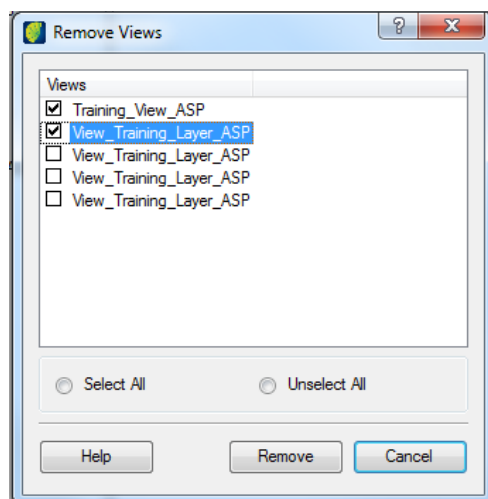 Remove Views
Views
Training_View_ASP
View_Training_Layer_ASP
View_Training_Layer_ASP
View_Training_Layer_ASP
View_Training_Layer_ASP
Select All Unselect All
Help Remove Cancel